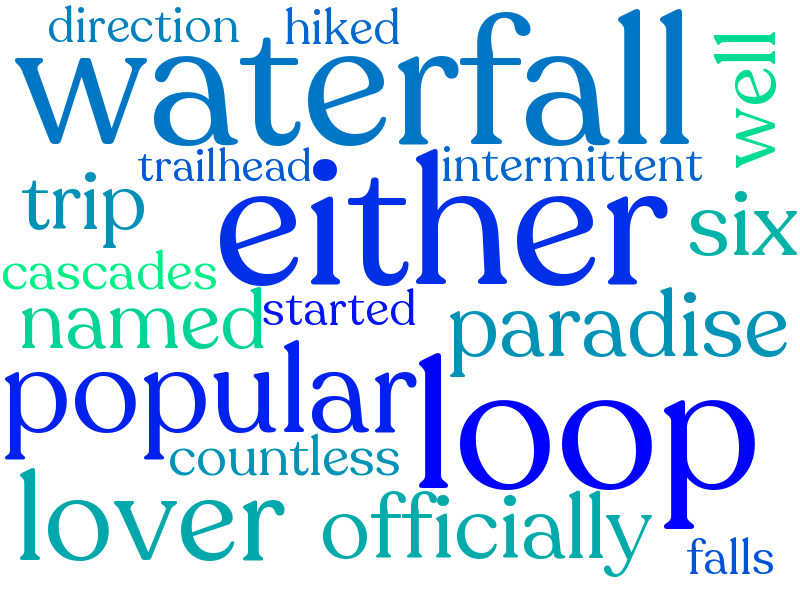 direction hiked
waterfall
well
trailhead intermittent
trip either six
cascades
named started paradise
popular loop
countless
lover officially
falls